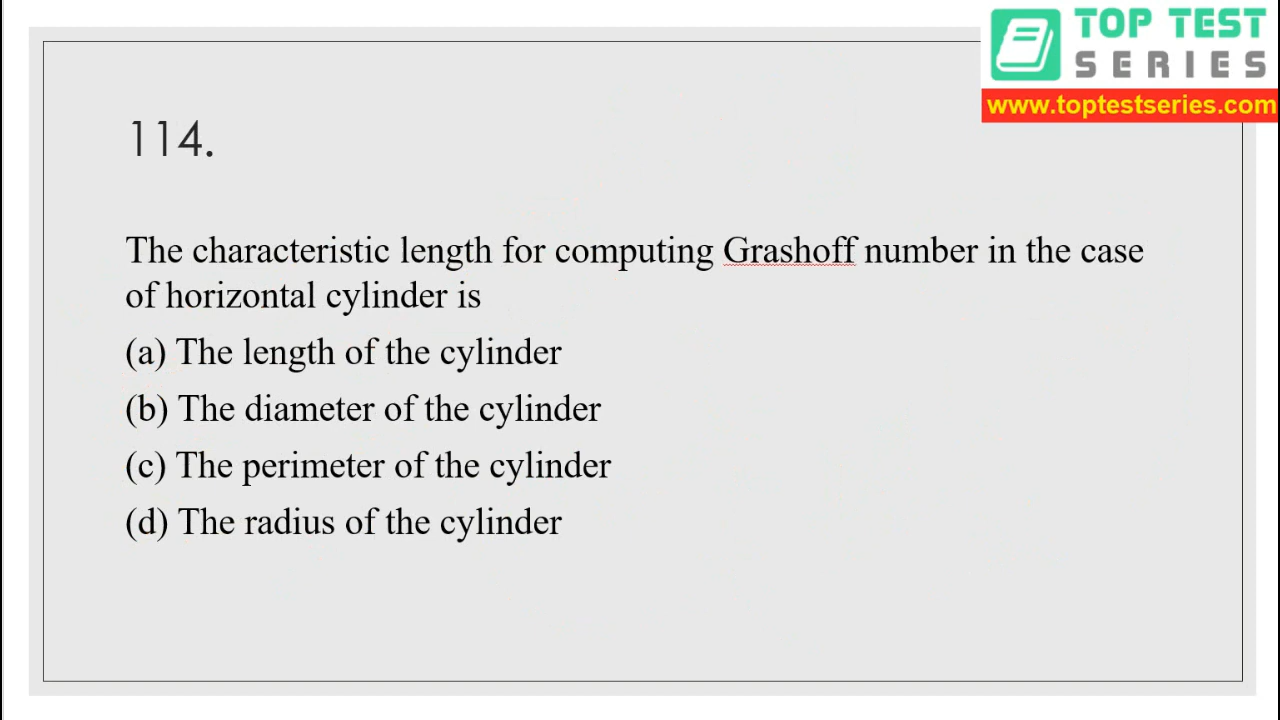 TOP TEST
SERIES
www.toptestseries.com
114.
The characteristic length for computing Grashoff number in the case
of horizontal cylinder is
(a) The length of the cylinder
(b) The diameter of the cylinder
(c) The perimeter of the cylinder
(d) The radius of the cylinder